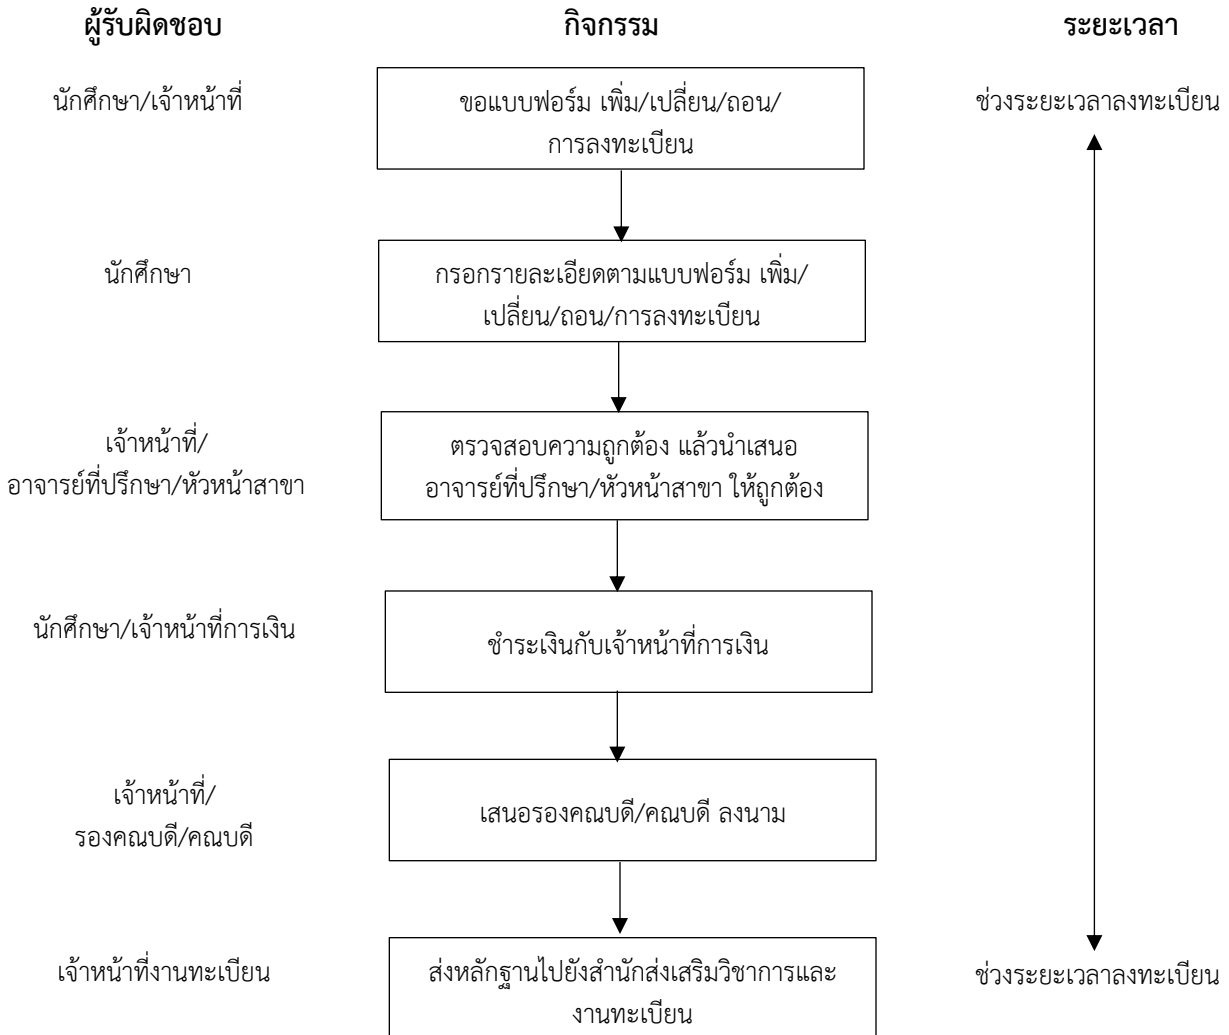 ผู้รับผิดชอบ กิจกรรม ระยะเวลา
นักศึกษา/เจ้าหน้าที่ ขอแบบฟอร์ม เพิ่ม/เปลี่ยน/ถอน/ ช่วงระยะเวลาลงทะเบียน
การลงทะเบียน
นักศึกษา กรอกรายละเอียดตามแบบฟอร์ม เพิ่ม/
เปลี่ยน/ถอน/การลงทะเบียน
เจ้าหน้าที่/ ตรวจสอบความถูกต้อง แล้วนำเสนอ
อาจารย์ที่ปรึกษา/หัวหน้าสาขา อาจารย์ที่ปรึกษา/หัวหน้าสาขา ให้ถูกต้อง
นักศึกษา/เจ้าหน้าที่การเงิน ชำระเงินกับเจ้าหน้าที่การเงิน
เจ้าหน้าที่/ เสนอรองคณบดี/คณบดี ลงนาม
รองคณบดี/คณบดี
เจ้าหน้าที่งานทะเบียน ส่งหลักฐานไปยังสำนักส่งเสริมวิชาการและ ช่วงระยะเวลาลงทะเบียน
งานทะเบียน